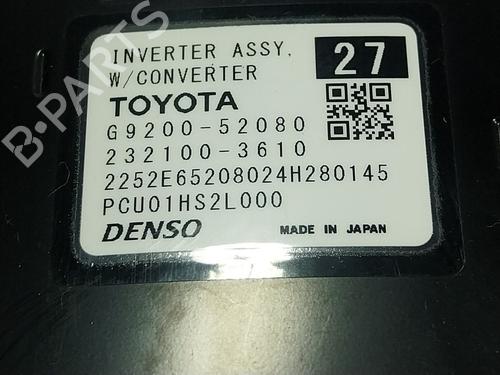 INVERTER ASSY.
W/CONVERTER
27
TOYOTA
G9200-52080
232100-3610
2252E65208024H280145
PCU01HS2L000
DENSO
MADE IN JAPAN
B-PARTS